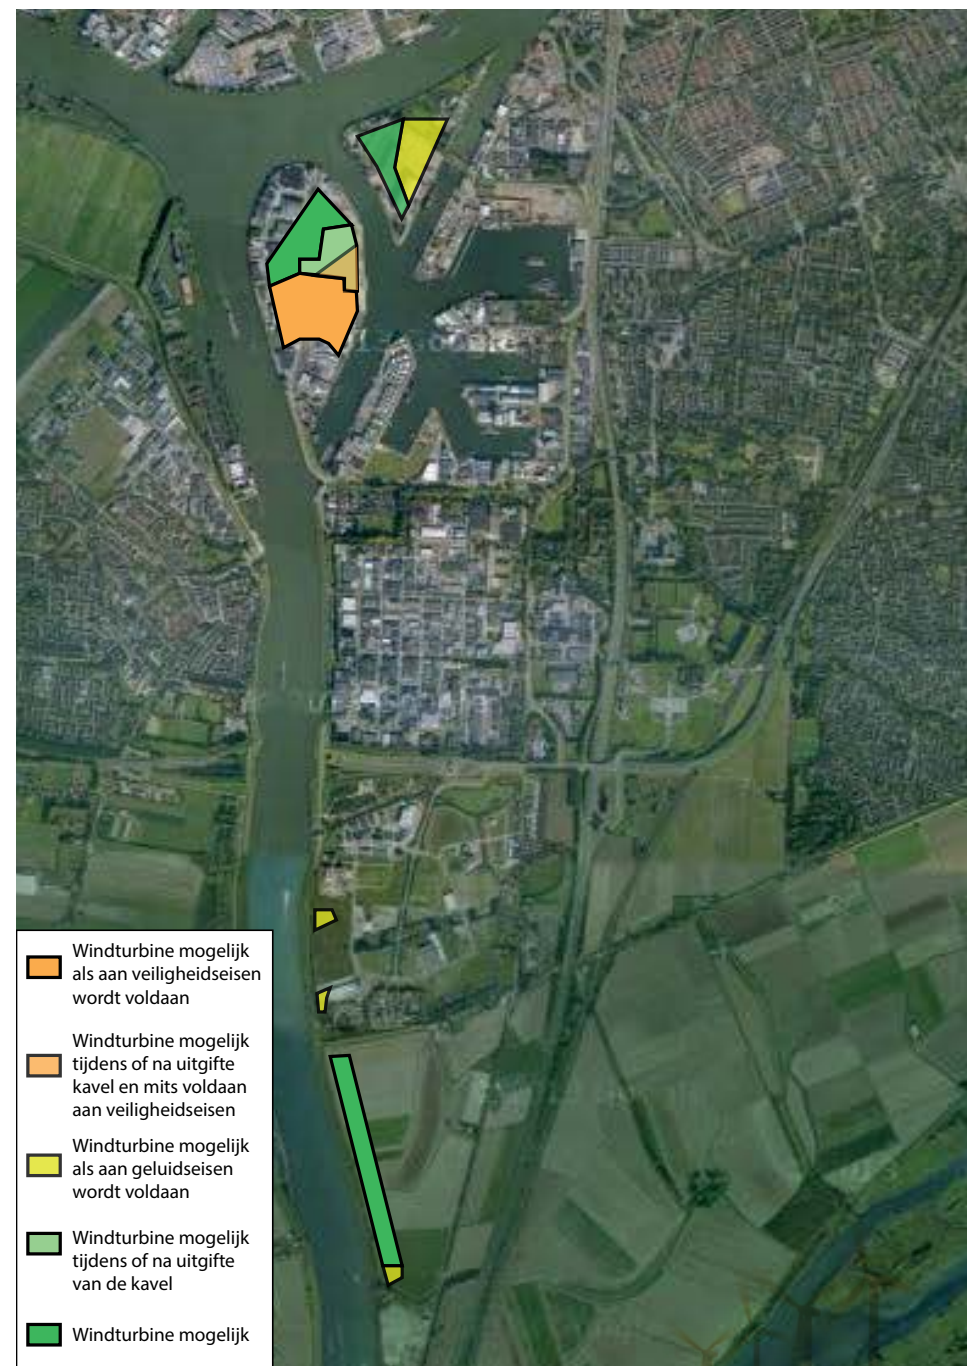 Windturbine mogelijk
als aan veiligheidseisen
wordt voldaan
Windturbine mogelijk
tijdens of na uitgifte
kavel en mits voldaan
aan veiligheidseisen
Windturbine mogelijk
als aan geluidseisen
wordt voldaan
Windturbine mogelijk
tijdens of na uitgifte
van de kavel
Windturbine mogelijk